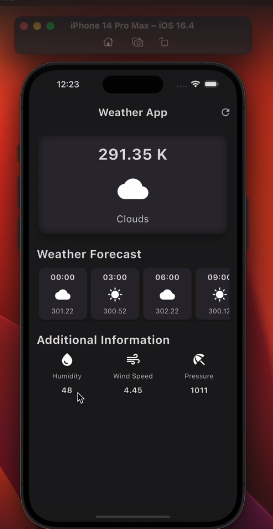 iPhone 14 Pro Max – iOS 16.4
12:23
Weather App
291.35 K
Clouds
Weather Forecast
00:00 03:00 06:00 09:00
301.22 300.52 302.22 300.12
Additional Information
Humidity Wind Speed Pressure
48 4.45 1011